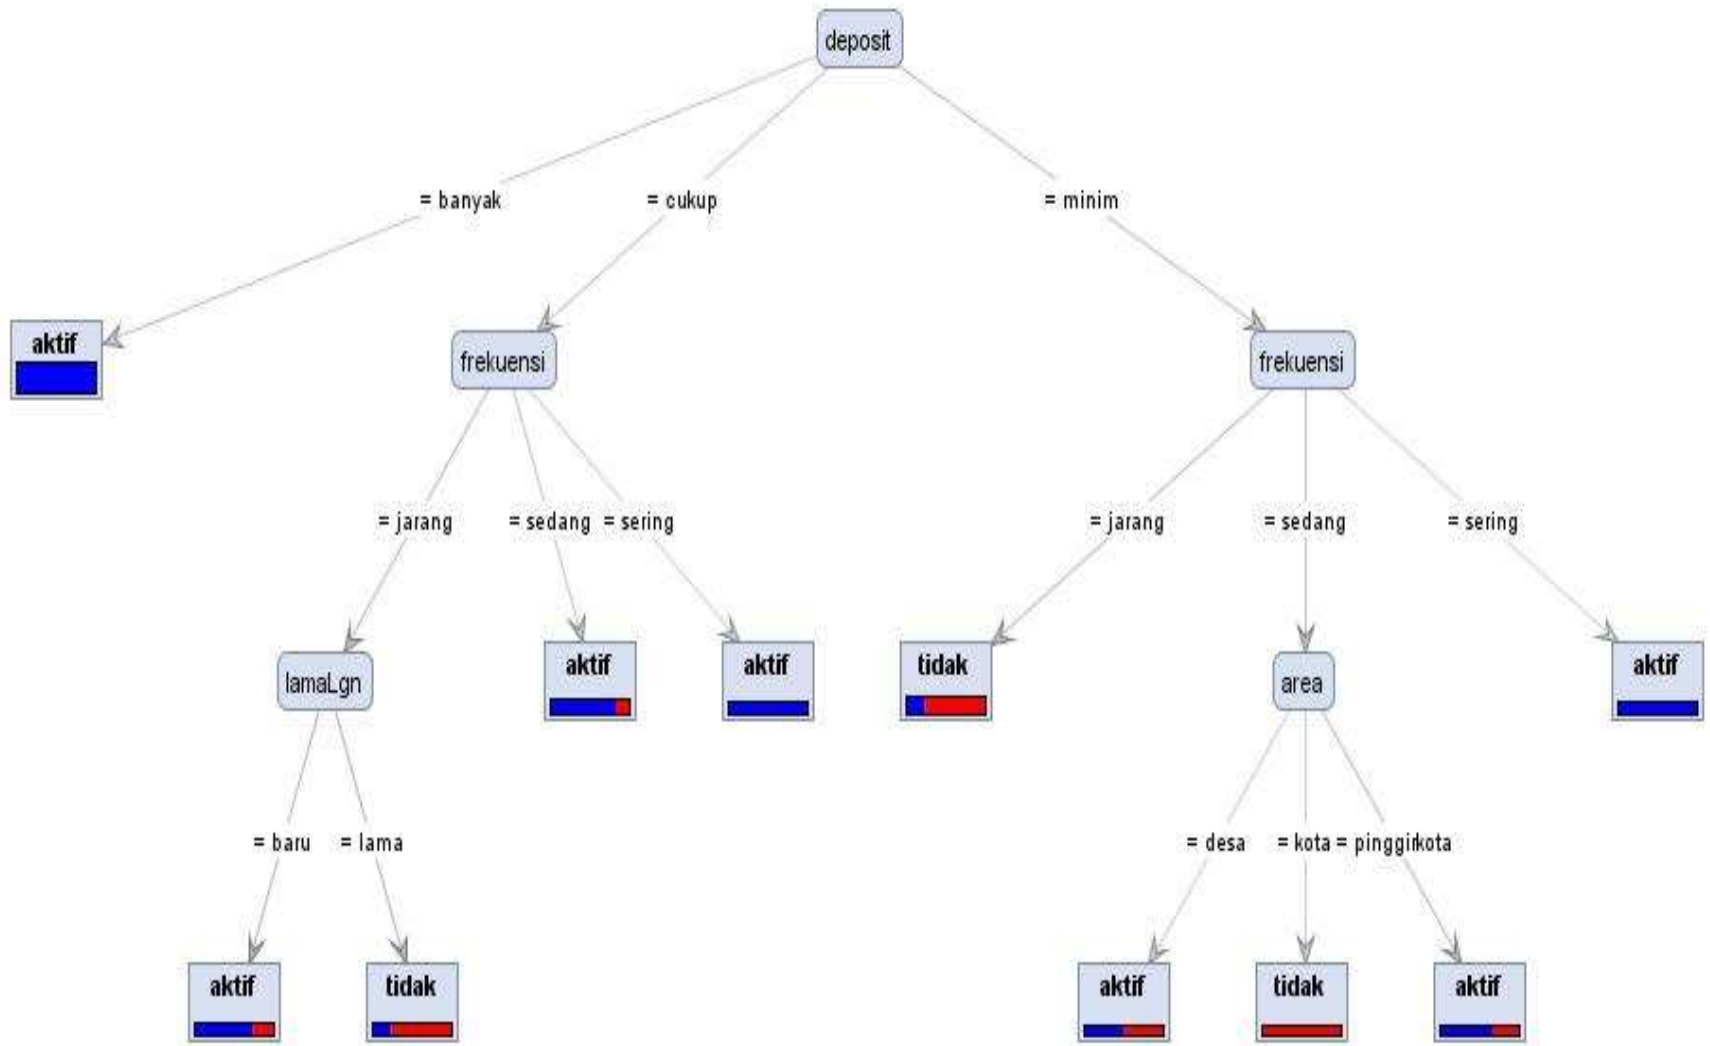 deposit
= banyak
= cukup
= minim
aktif
frekuensi
frekuensi
= jarang
= sedang
= sering
= jarang
= sedang
= sering
lamaLgn
aktif
aktif
tidak
area
aktif
= baru
= lama
= desa
= kota
= pinggirkota
aktif
tidak
aktif
tidak
aktif